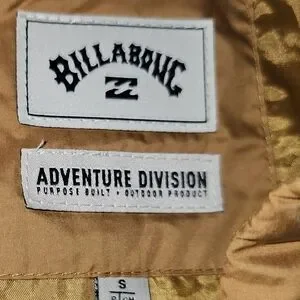 BILLABONG
ADVENTURE DIVISION
PURPOSE BUILT • OUTDOOR PRODUCT
S